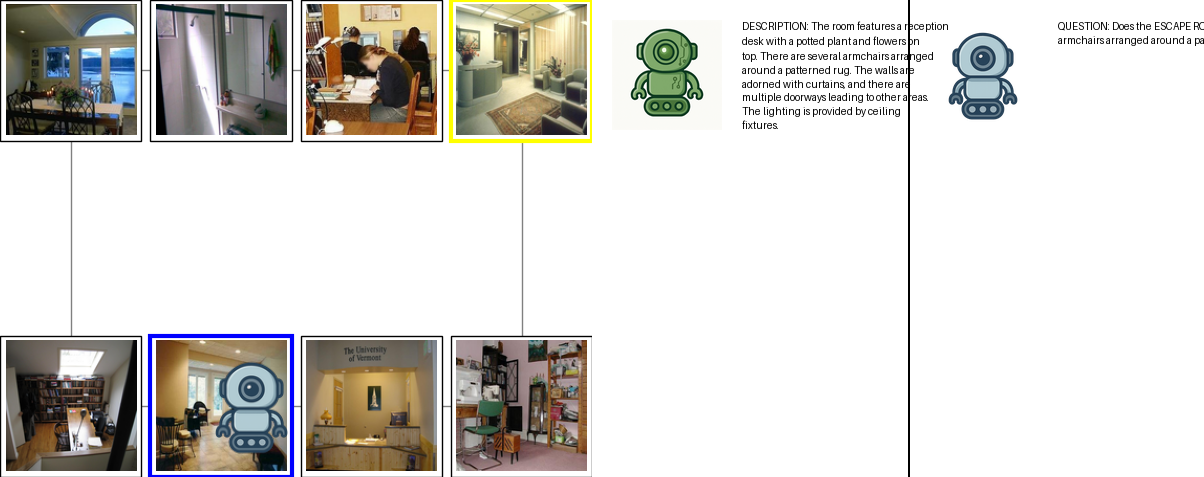 DESCRIPTION: The room features a reception
desk with a potted plant and flowers on
top. There are several armchairs arranged
around a patterned rug. The walls are
adorned with curtains, and there are
multiple doorways leading to other areas.
The lighting is provided by ceiling
fixtures.
QUESTION: Does the ESCAPE RO
armchairs arranged around a pa
The University
of Vermont